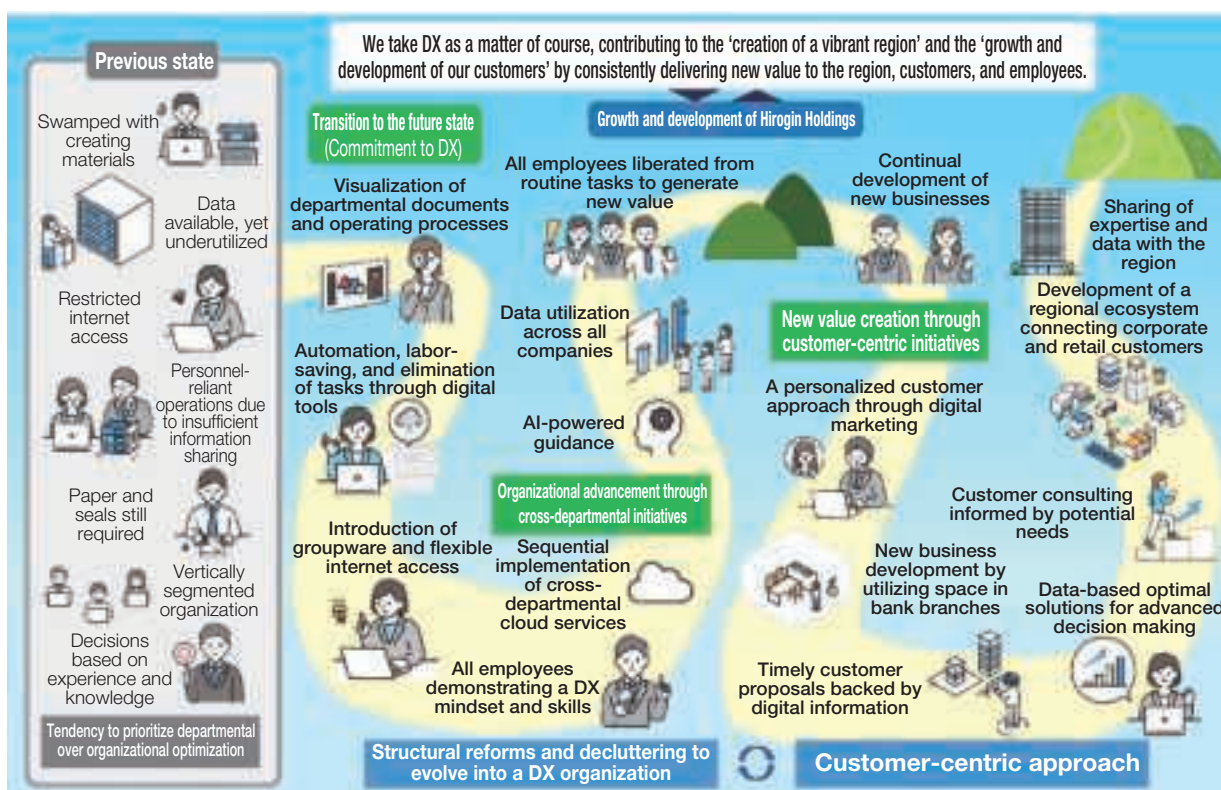 We take DX as a matter of course, contributing to the ‘creation of a vibrant region’ and the ‘growth and
development of our customers’ by consistently delivering new value to the region, customers, and employees.
Previous state
Swamped with
creating
materials
Data
available, yet
underutilized
Restricted
internet
access
Personnel-
reliant
operations due
to insufficient
information
sharing
Paper and
seals still
required
Vertically
segmented
organization
Decisions
based on
experience and
knowledge
Tendency to prioritize departmental
over organizational optimization
Transition to the future state
(Commitment to DX)
Visualization of
departmental documents
and operating processes
Automation, labor-
saving, and elimination
of tasks through digital
tools
Introduction of
groupware and flexible
internet access
Growth and development of Hirogin Holdings
All employees liberated from
routine tasks to generate
new value
Data utilization
across all
companies
AI-powered
guidance
Organizational advancement through
cross-departmental initiatives
Sequential
implementation
of cross-
departmental
cloud services
All employees
demonstrating a DX
mindset and skills
Structural reforms and decluttering to
evolve into a DX organization
Continual
development of
new businesses
New value creation through
customer-centric initiatives
A personalized customer
approach through digital
marketing
New business
development by
utilizing space in
bank branches
Timely customer
proposals backed by
digital information
Sharing of
expertise and
data with the
region
Development of a
regional ecosystem
connecting corporate
and retail customers
Customer consulting
informed by potential
needs
Data-based optimal
solutions for advanced
decision making
Customer-centric approach